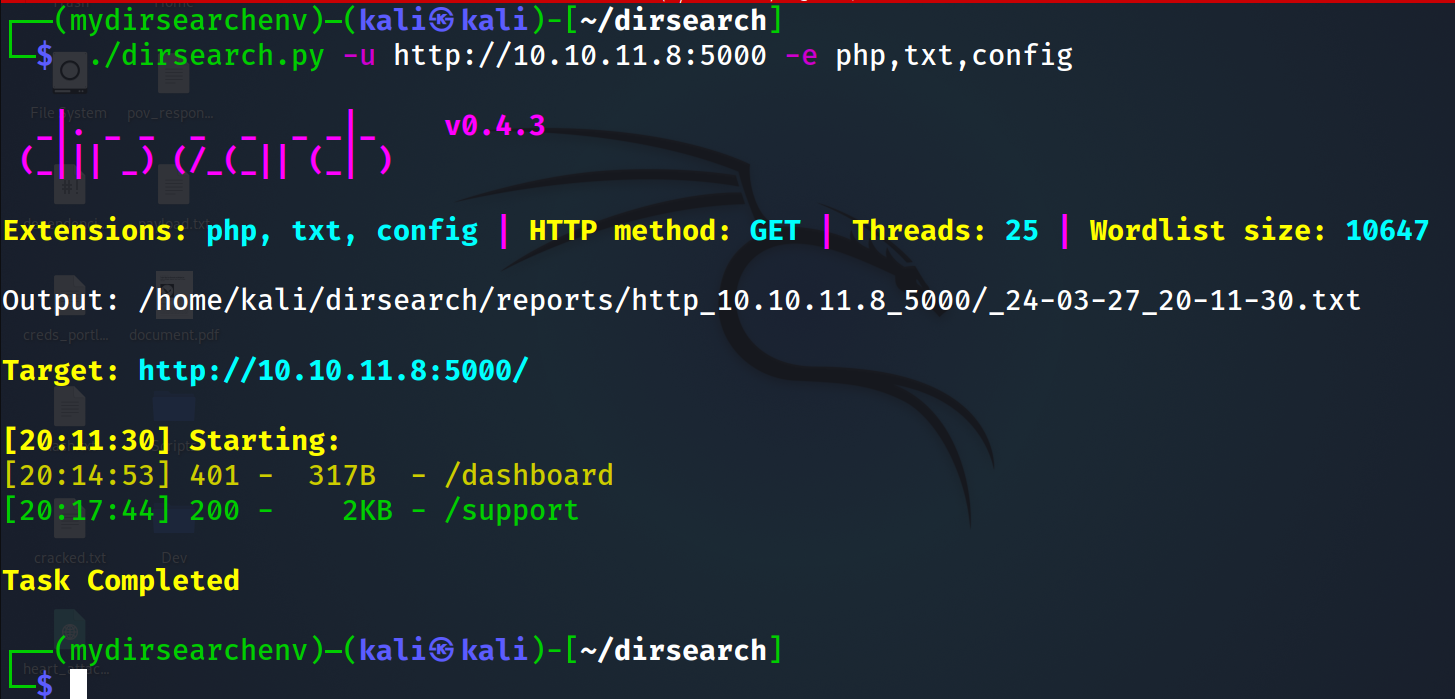 ┌──(mydirsearchenv)─(kali㉿kali)-[~/dirsearch]
└─$ ./dirsearch.py -u http://10.10.11.8:5000 -e php,txt,config
File System pov_respon...
_|. _ _  _  _  _ _|_    v0.4.3
(_||| _) (/_(_|| (_| )
Extensions: php, txt, config | HTTP method: GET | Threads: 25 | Wordlist size: 10647
Output: /home/kali/dirsearch/reports/http_10.10.11.8_5000/_24-03-27_20-11-30.txt
creds_portl... document.pdf
Target: http://10.10.11.8:5000/
[20:11:30] Starting:
[20:14:53] 401 -  317B  - /dashboard
[20:17:44] 200 -    2KB - /support
cracked.txt Dev
Task Completed
┌──(mydirsearchenv)─(kali㉿kali)-[~/dirsearch]
└─$